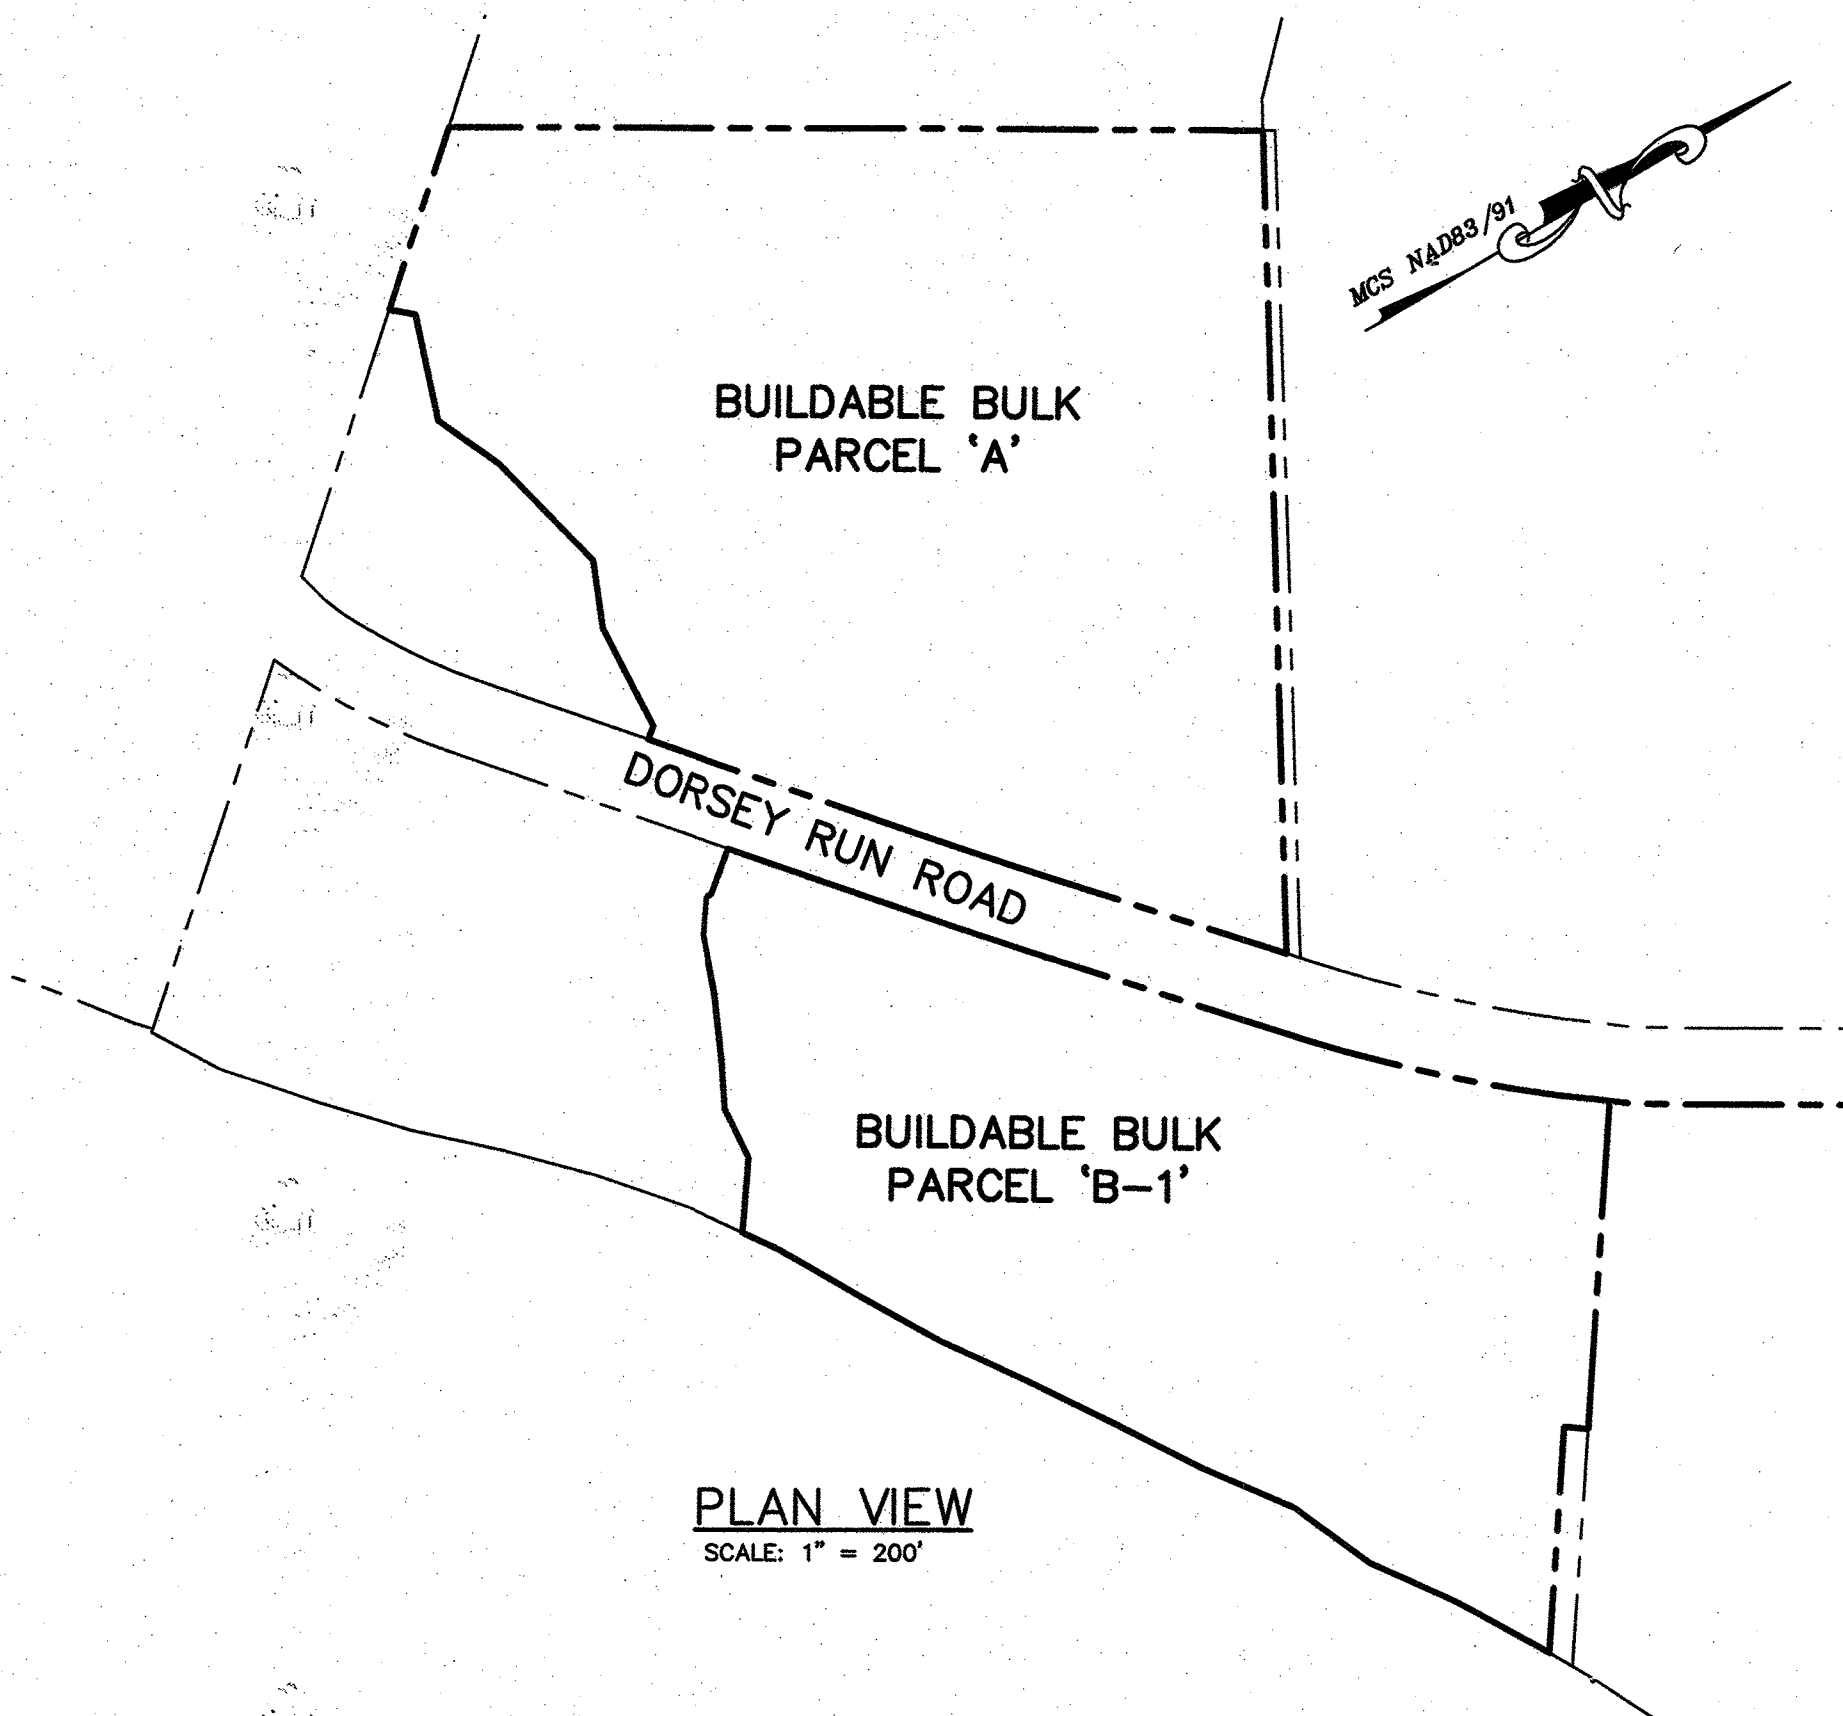 MCS NAD83/91
BUILDABLE BULK
PARCEL 'A'
DORSEY RUN ROAD
BUILDABLE BULK
PARCEL 'B-1'
PLAN VIEW
SCALE: 1" = 200'